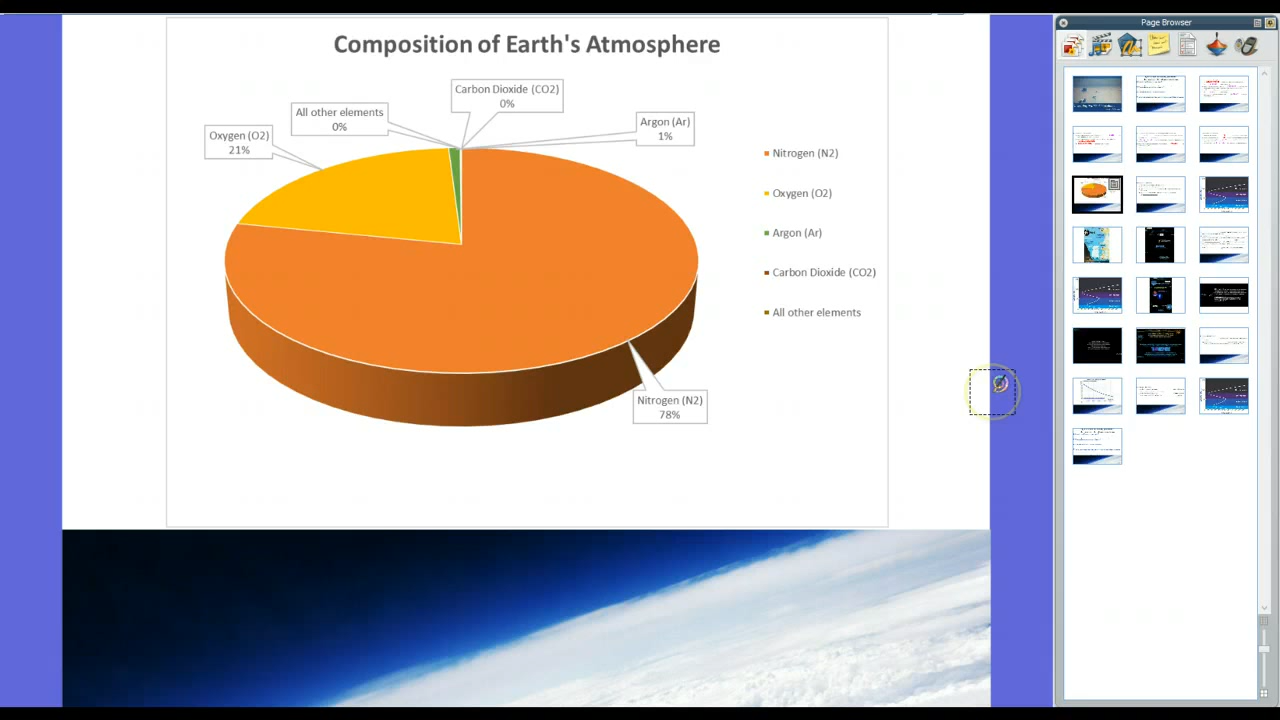 Page Browser
Composition of Earth's Atmosphere
Carbon Dioxide (CO2)
0%
All other elements
0%
Argon (Ar)
1%
Oxygen (O2)
21%
Nitrogen (N2)
78%
Nitrogen (N2)
Oxygen (O2)
Argon (Ar)
Carbon Dioxide (CO2)
All other elements